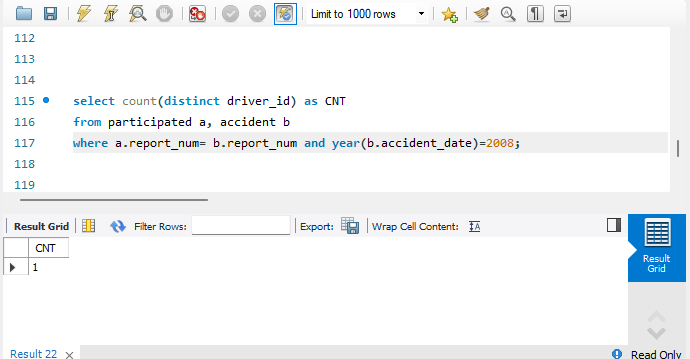 Limit to 1000 rows
112
113
114
115 select count(distinct driver_id) as CNT
116 from participated a, accident b
117 where a.report_num= b.report_num and year(b.accident_date)=2008;
118
119
Result Grid Filter Rows: Export: Wrap Cell Content: IA
CNT
1
Result
Grid
Result 22 × Read Only